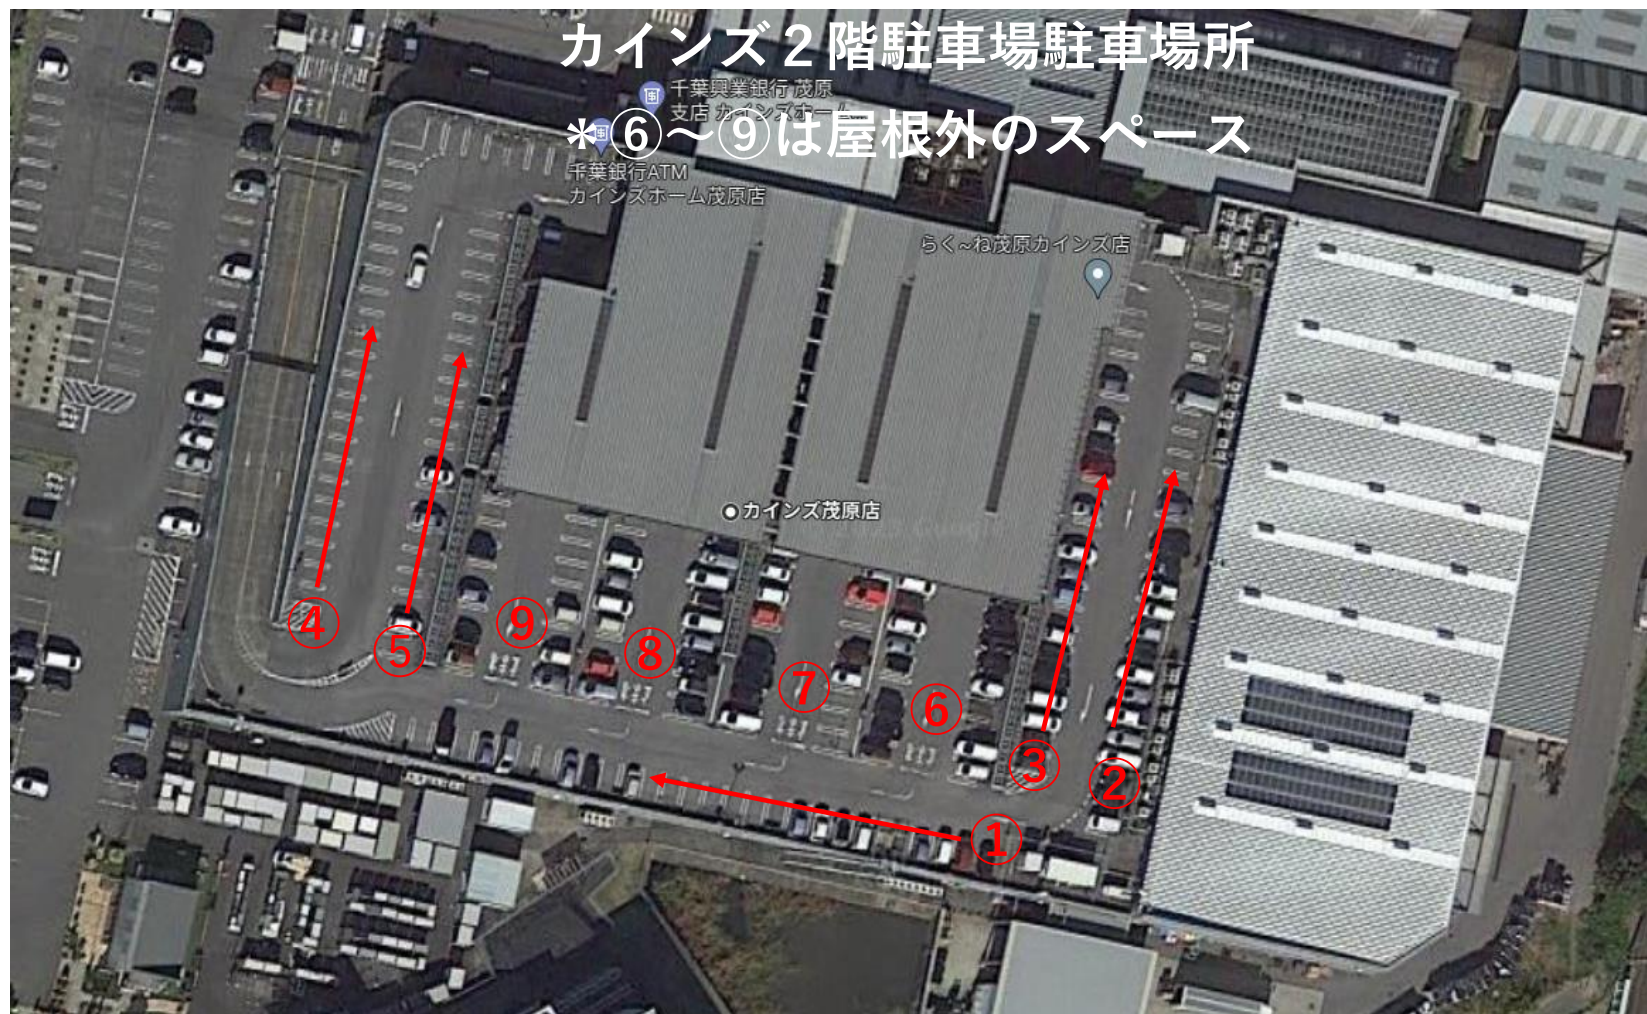 カインズ２階駐車場駐車場所
千葉興業銀行 茂原
支店 カインズホーム
＊⑥～⑨は屋根外のスペース
千葉銀行ATM
カインズホーム茂原店
らく~ね茂原カインズ店
カインズ茂原店
④
⑤
⑨
⑧
⑦
⑥
③
②
①